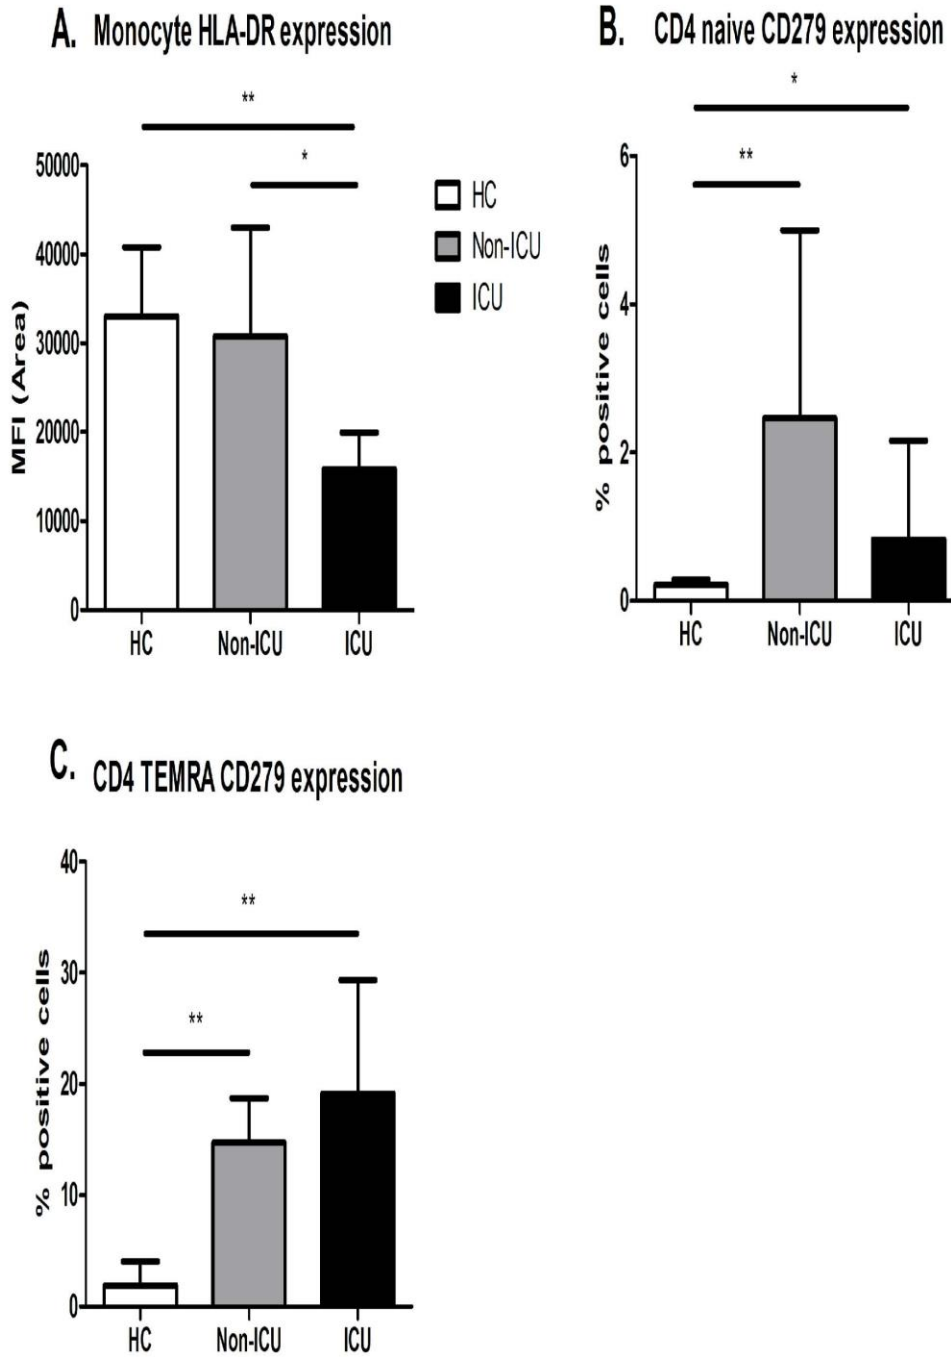 A. Monocyte HLA-DR expression
**
*
50000
40000
30000
20000
10000
0
MFI (Area)
HC
Non-ICU
ICU
HC
Non-ICU
ICU
B. CD4 naive CD279 expression
*
**
6
4
2
0
% positive cells
HC
Non-ICU
ICU
C. CD4 TEMRA CD279 expression
**
**
40
30
20
10
0
% positive cells
HC
Non-ICU
ICU